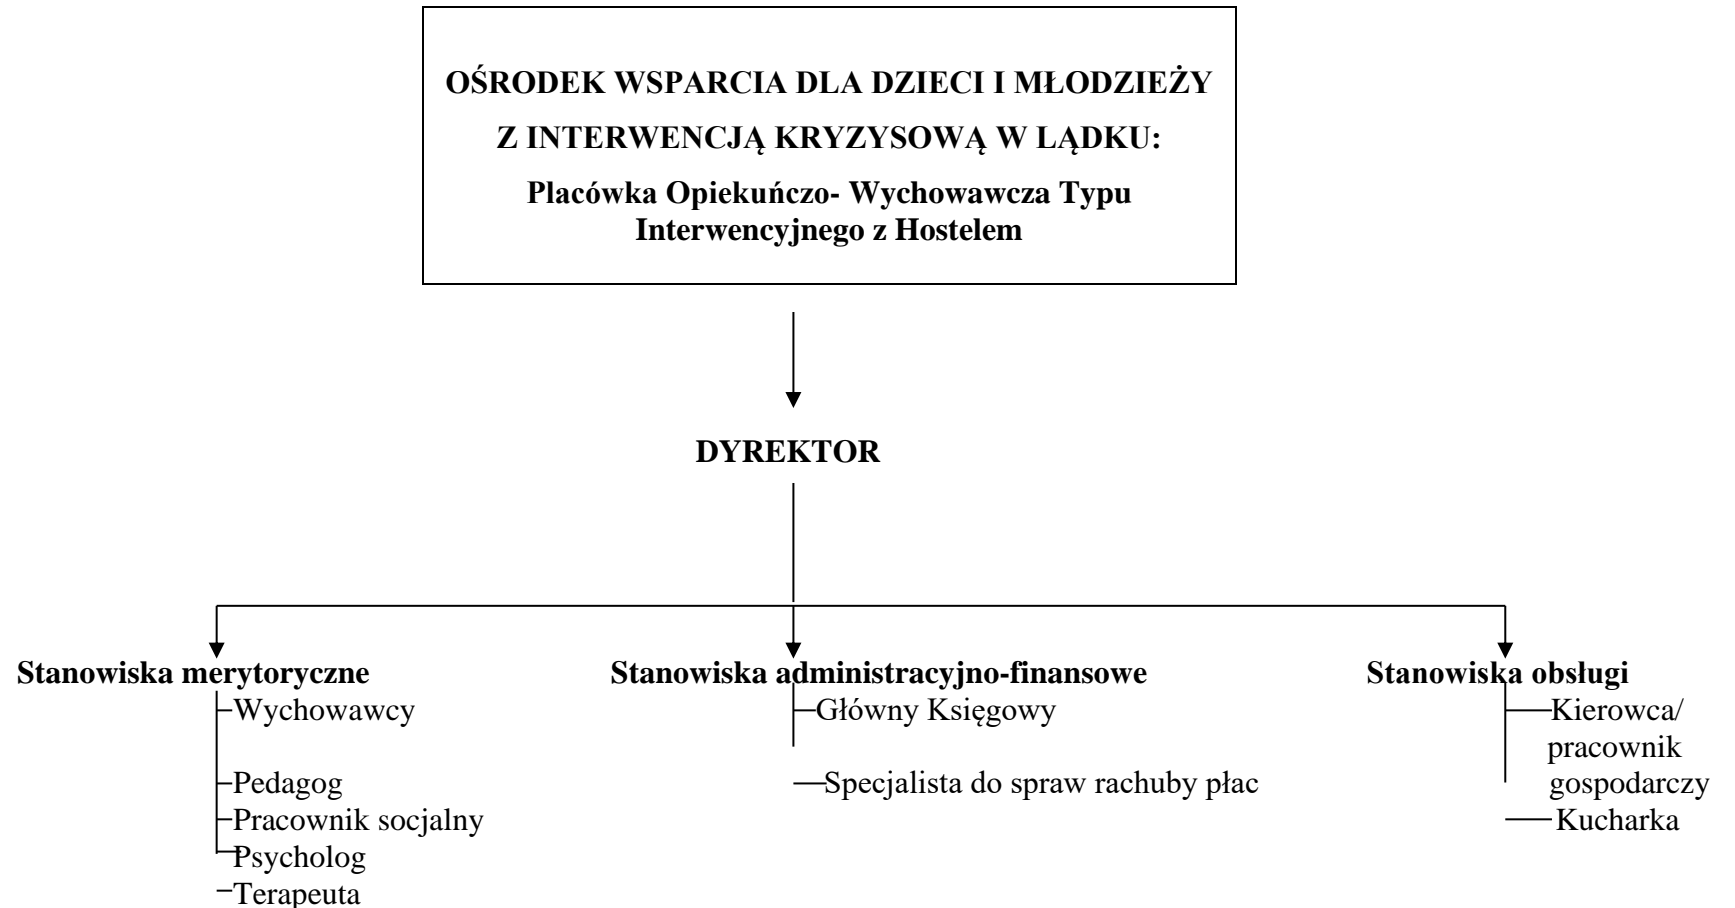 OŚRODEK WSPARCIA DLA DZIECI I MŁODZIEŻY
Z INTERWENCJĄ KRYZYSOWĄ W LĄDKU:
Placówka Opiekuńczo- Wychowawcza Typu
Interwencyjnego z Hostelem
DYREKTOR
Stanowiska merytoryczne
Wychowawcy
Pedagog
Pracownik socjalny
Psycholog
Terapeuta
Stanowiska administracyjno-finansowe
Główny Księgowy
Specjalista do spraw rachuby płac
Stanowiska obsługi
Kierowca/
pracownik
gospodarczy
Kucharka